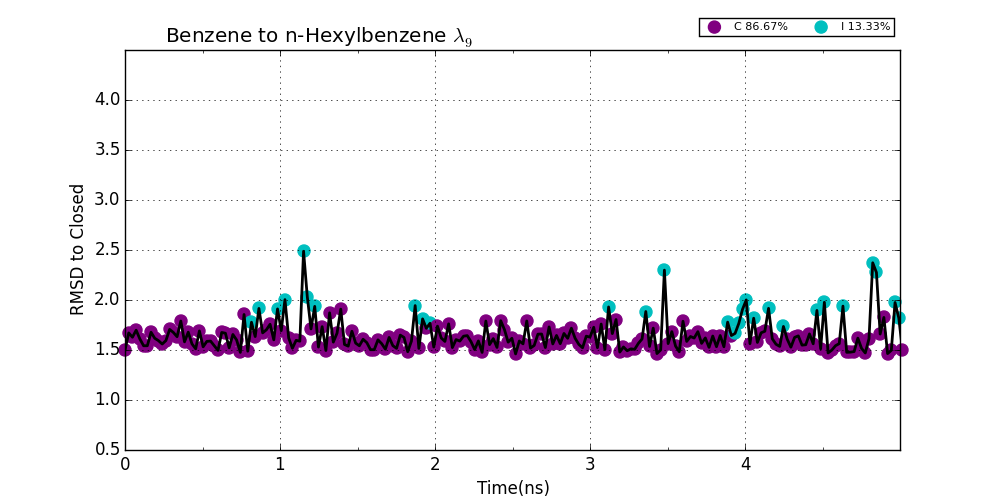 Benzene to n-Hexylbenzene λ₉
C 86.67% I 13.33%
4.0
3.5
3.0
2.5
2.0
1.5
1.0
0.5
RMSD to Closed
0 1 2 3 4
Time(ns)